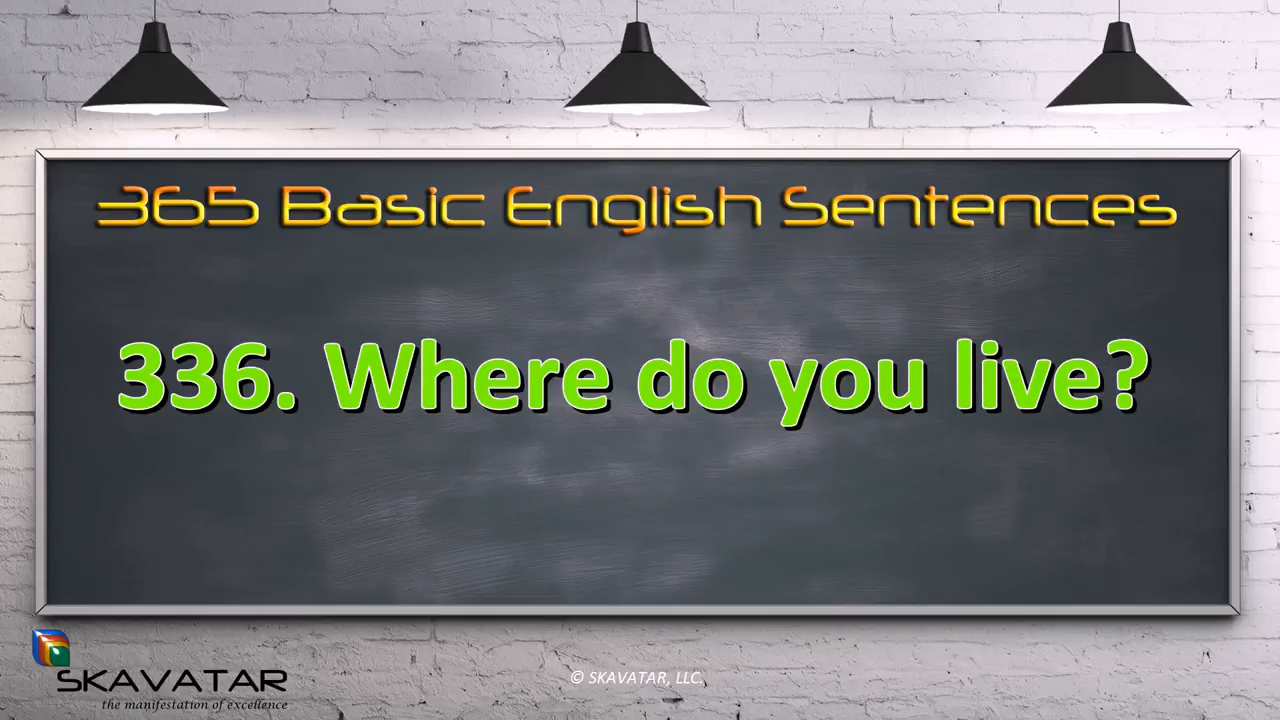 365 Basic English Sentences
336. Where do you live?
SKAVATAR
the manifestation of excellence
© SKAVATAR, LLC.